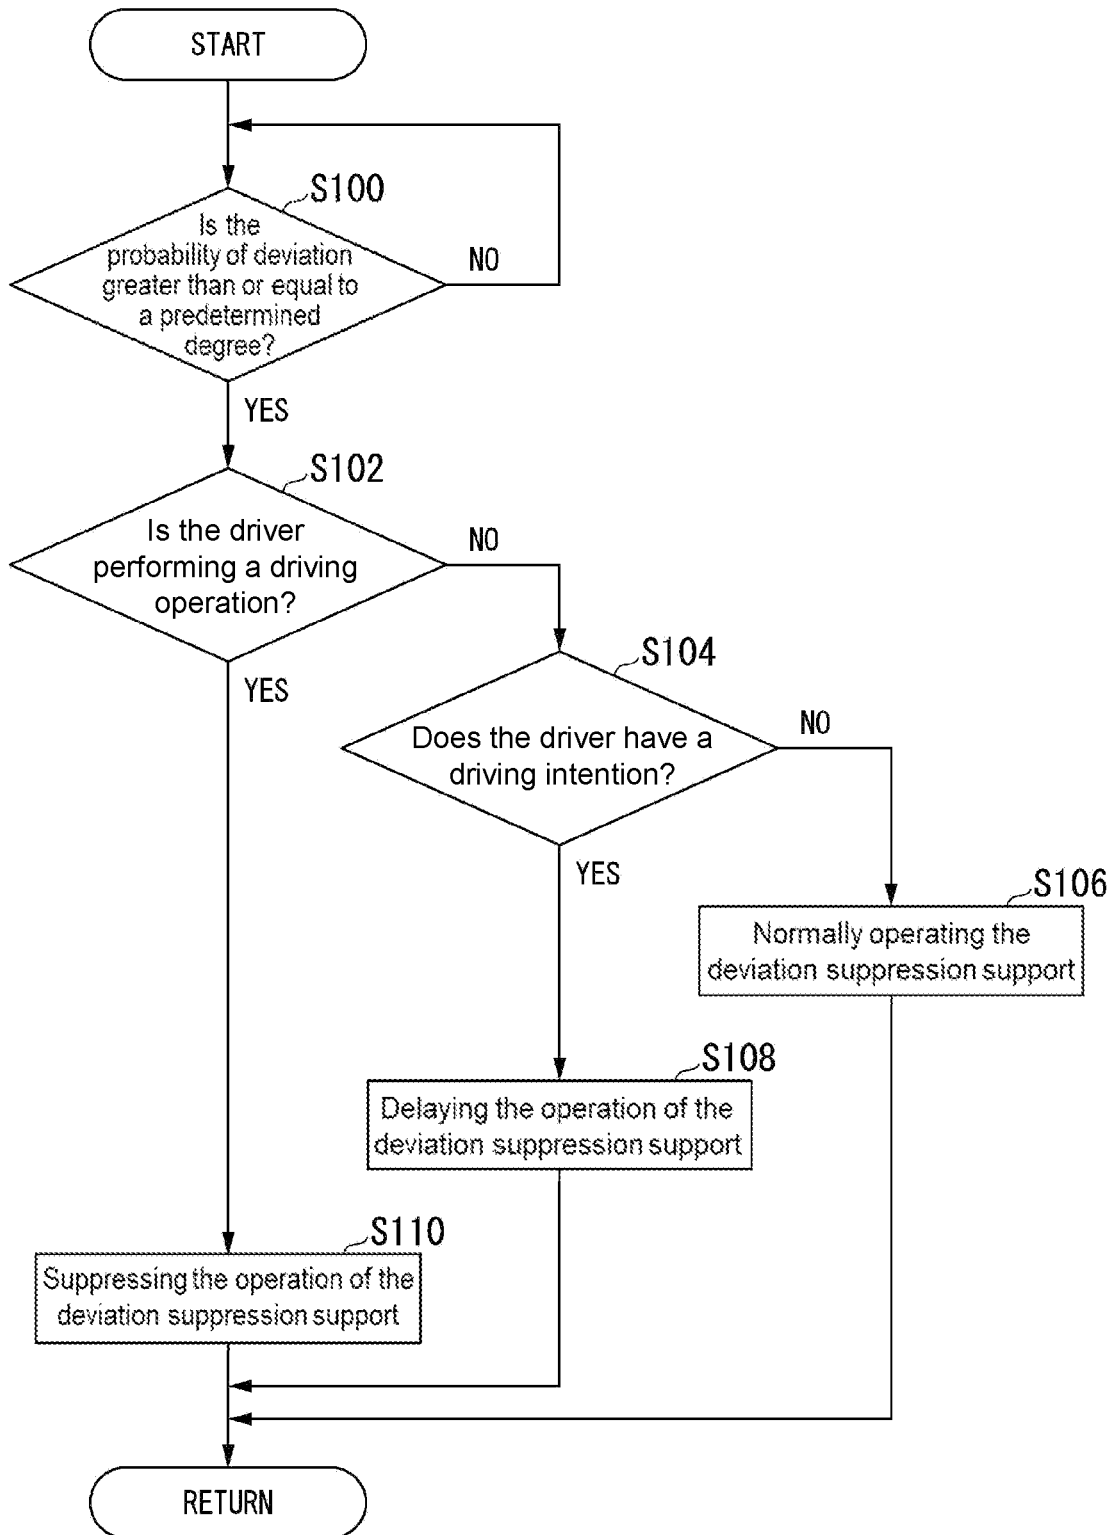 START
S100
Is the
probability of deviation
greater than or equal to
a predetermined
degree?
NO
YES
S102
Is the driver
performing a driving
operation?
NO
YES
S104
Does the driver have a
driving intention?
NO
YES
S106
Normally operating the
deviation suppression support
S108
Delaying the operation of the
deviation suppression support
S110
Suppressing the operation of the
deviation suppression support
RETURN